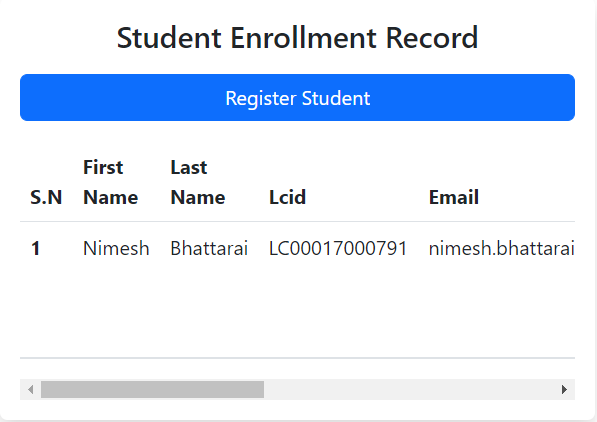 Student Enrollment Record
Register Student
S.N First Name Last Name Lcid Email
1 Nimesh Bhattarai LC00017000791 nimesh.bhattarai